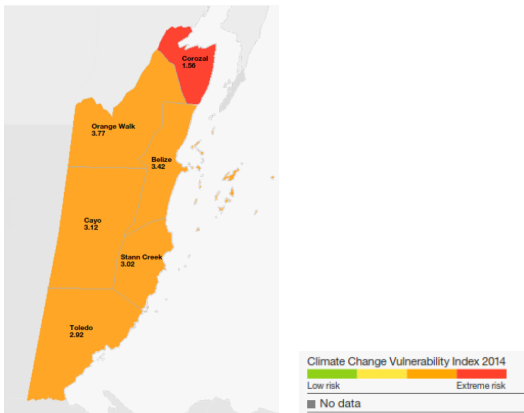 Corozal
1.56
Orange Walk
3.77
Belize
3.42
Cayo
3.12
Stann Creek
3.02
Toledo
2.92
Climate Change Vulnerability Index 2014
Low risk Extreme risk
No data